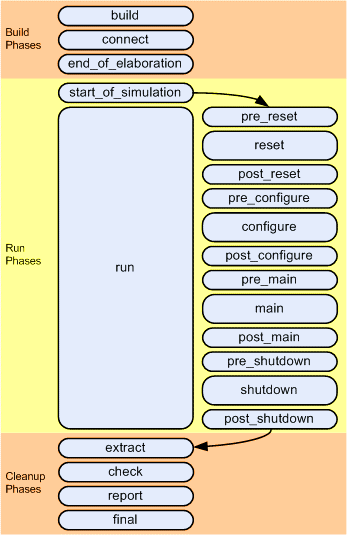 Build
Phases
build
connect
end_of_elaboration
Run
Phases
start_of_simulation
run
pre_reset
reset
post_reset
pre_configure
configure
post_configure
pre_main
main
post_main
pre_shutdown
shutdown
post_shutdown
Cleanup
Phases
extract
check
report
final